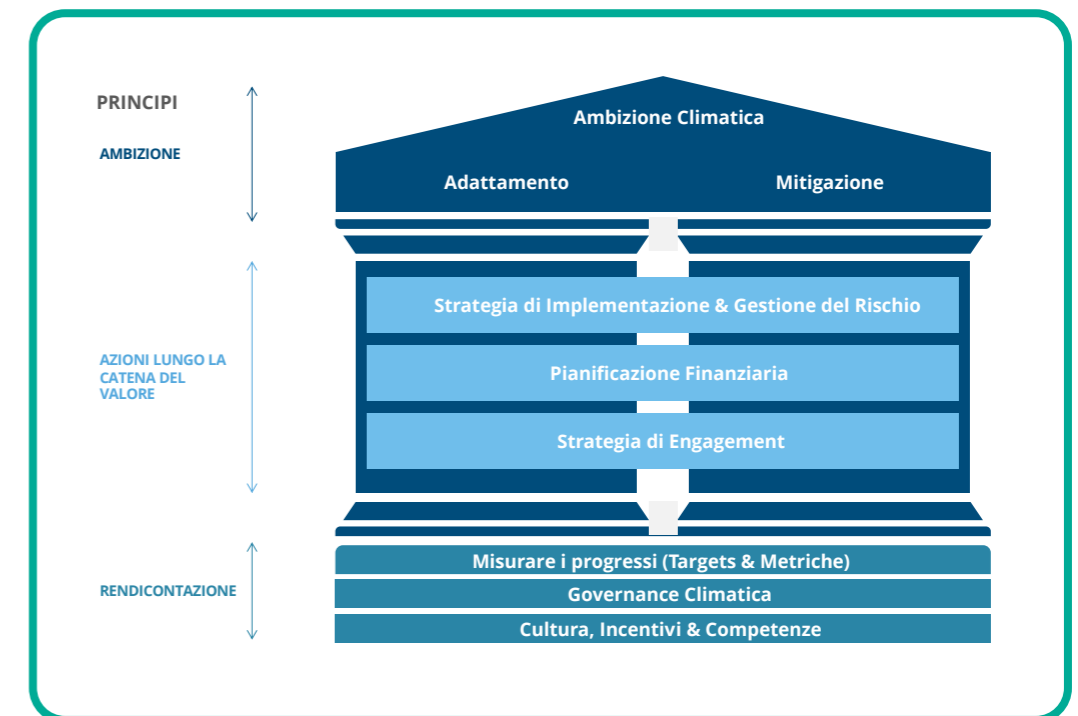 PRINCIPI
AMBIZIONE
Ambizione Climatica
Adattamento
Mitigazione
AZIONI LUNGO LA
CATENA DEL
VALORE
Strategia di Implementazione & Gestione del Rischio
Pianificazione Finanziaria
Strategia di Engagement
RENDICONTAZIONE
Misurare i progressi (Targets & Metriche)
Governance Climatica
Cultura, Incentivi & Competenze